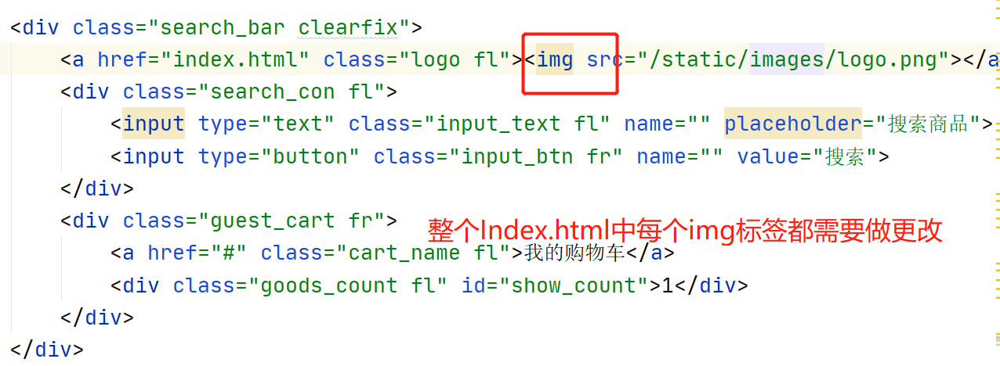 <div class="search_bar clearfix">
<a href="index.html" class="logo fl"><img src="/static/images/logo.png"></a
<div class="search_con fl">
<input type="text" class="input_text fl" name="" placeholder="搜索商品">
<input type="button" class="input_btn fr" name="" value="搜索">
</div>
<div class="guest_cart fr">
整个Index.html中每个img标签都需要做更改
<a href="#" class="cart_name fl">我的购物车</a>
<div class="goods_count fl" id="show_count">1</div>
</div>
</div>